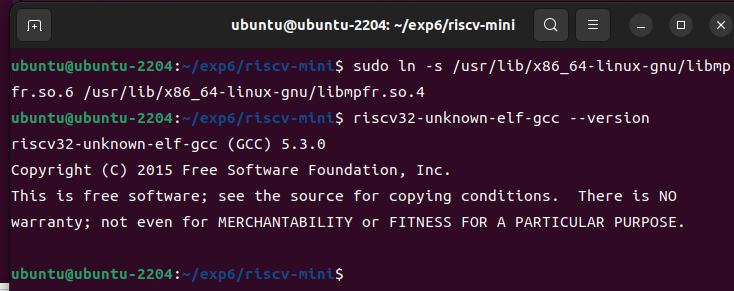 ubuntu@ubuntu-2204: ~/exp6/riscv-mini
ubuntu@ubuntu-2204:~/exp6/riscv-mini$ sudo ln -s /usr/lib/x86_64-linux-gnu/libmp
fr.so.6 /usr/lib/x86_64-linux-gnu/libmpfr.so.4
ubuntu@ubuntu-2204:~/exp6/riscv-mini$ riscv32-unknown-elf-gcc --version
riscv32-unknown-elf-gcc (GCC) 5.3.0
Copyright (C) 2015 Free Software Foundation, Inc.
This is free software; see the source for copying conditions.  There is NO
warranty; not even for MERCHANTABILITY or FITNESS FOR A PARTICULAR PURPOSE.
ubuntu@ubuntu-2204:~/exp6/riscv-mini$